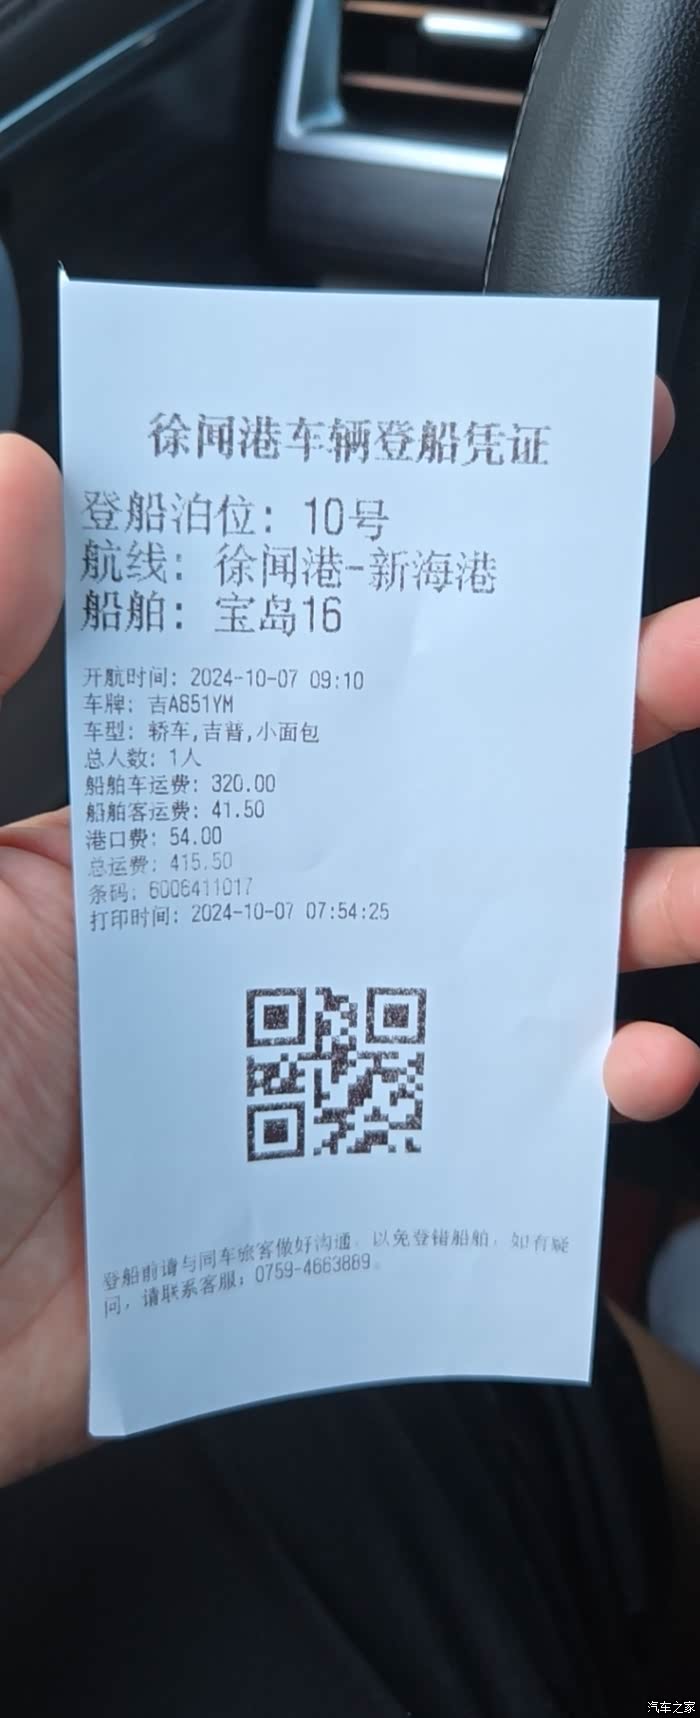 徐闻港车辆登船凭证
登船泊位：10号
航线：徐闻港-新海港
船舶：宝岛16
开航时间：2024-10-07 09:10
车牌：吉A851YM
车型：轿车,吉普,小面包
总人数：1人
船舶车运费：320.00
船舶客运费：41.50
港口费：54.00
总运费：415.50
条码：6006411017
打印时间：2024-10-07 07:54:25
登船前请与同车旅客做好沟通，以免登错船舶，如有疑
问，请联系客服：0759-4663889。
汽车之家